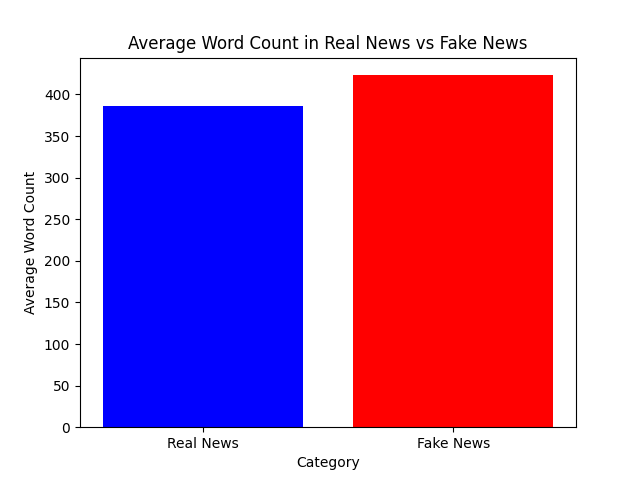 Average Word Count in Real News vs Fake News
400
350
300
250
200
150
100
50
0
Average Word Count
Real News
Fake News
Category